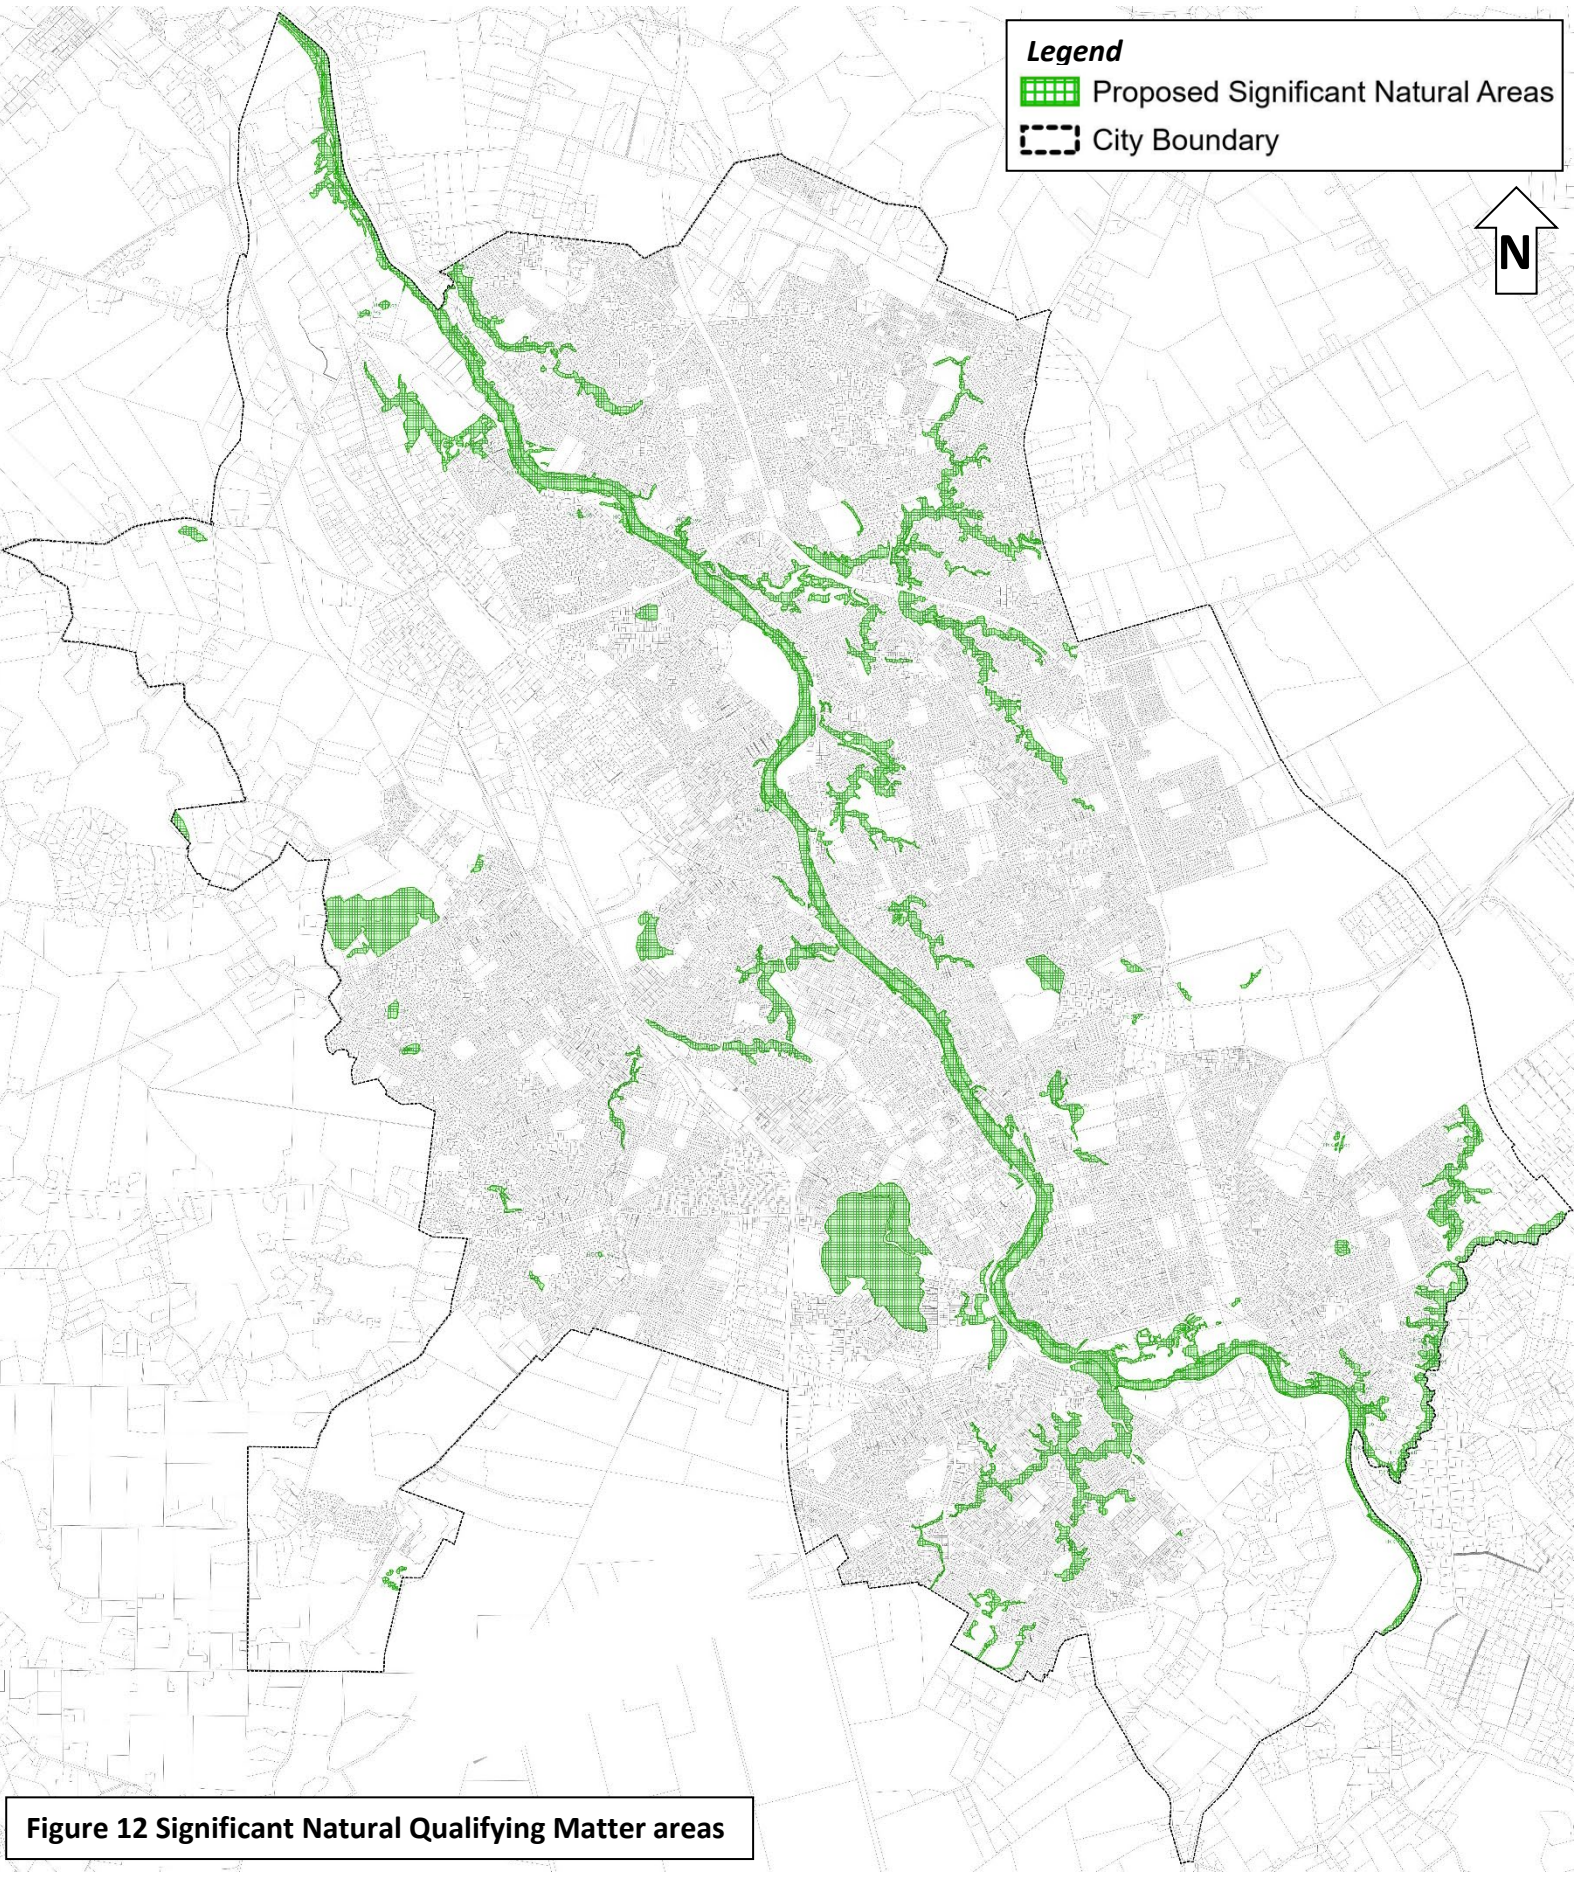 Legend
Proposed Significant Natural Areas
City Boundary
N
Figure 12 Significant Natural Qualifying Matter areas